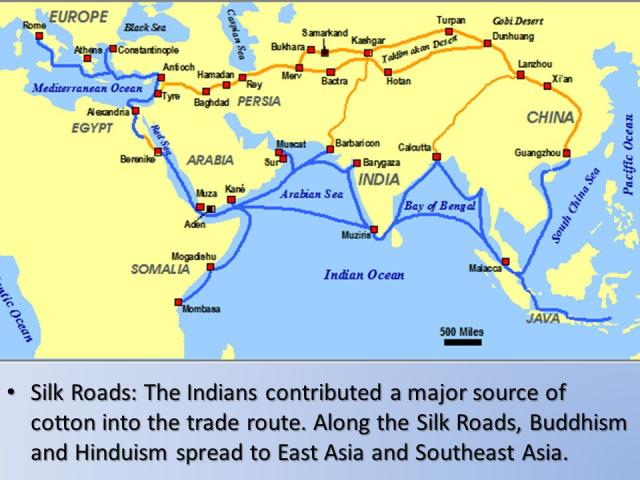 EUROPE
Rome
Black Sea
Caspian Sea
Samarkand
Turpan
Gobi Desert
Bukhara
Kashgar
Dunhuang
Athens
Constantinople
Taklimakan Desert
Antioch
Hamadan
Merv
Bactra
Hotan
Lanzhou
Rey
Xi'an
Mediterranean Ocean
Tyre
Baghdad
PERSIA
Alexandria
CHINA
EGYPT
Red Sea
Muscat
Barbaricon
Calcutta
Guangzhou
Pacific Ocean
Berenike
ARABIA
Sur
Barygaza
INDIA
Muza
Kané
Arabian Sea
Bay of Bengal
South China Sea
Aden
Muziris
Mogadishu
SOMALIA
Indian Ocean
Malacca
Mombasa
JAVA
ntic Ocean
500 Miles
• Silk Roads: The Indians contributed a major source of
cotton into the trade route. Along the Silk Roads, Buddhism
and Hinduism spread to East Asia and Southeast Asia.